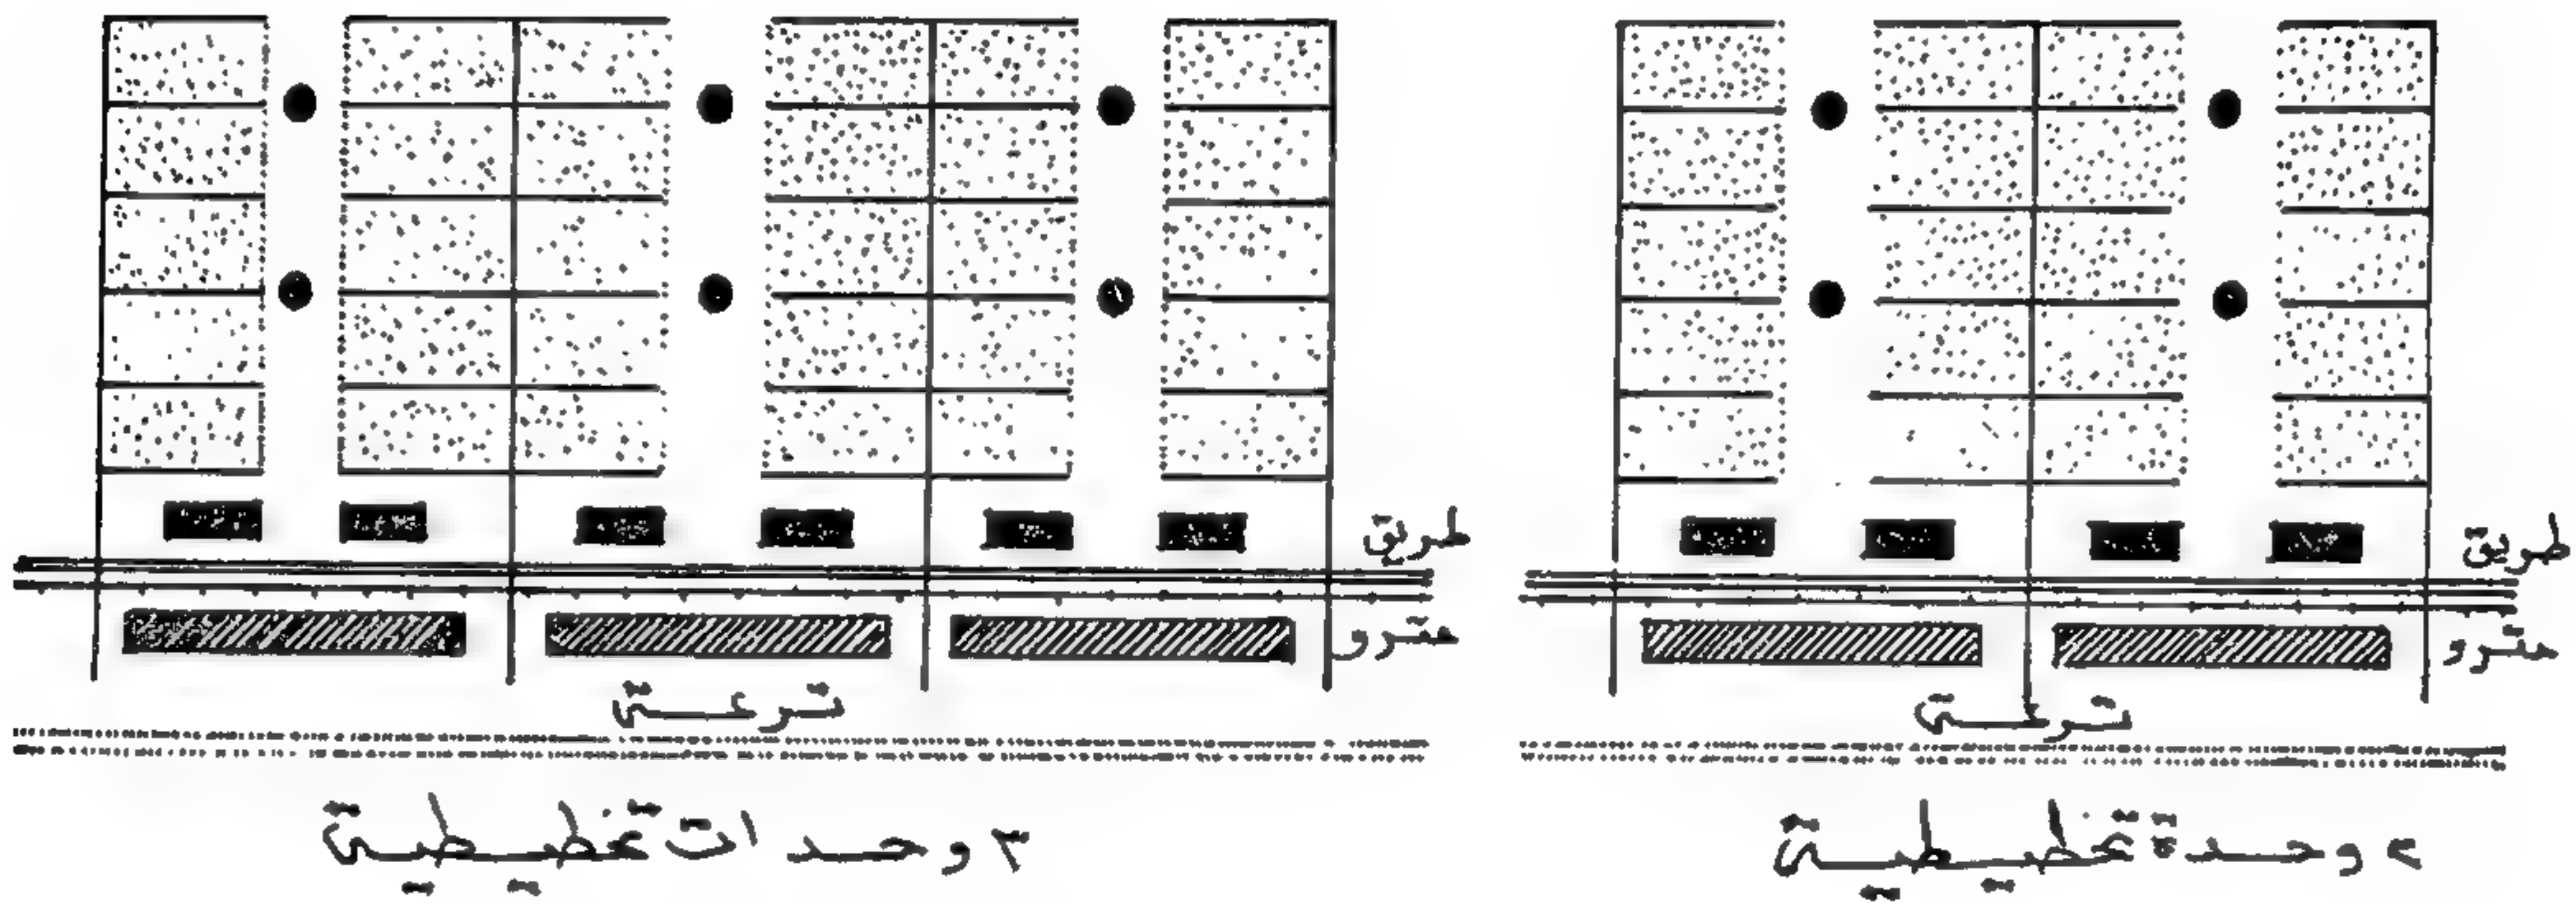 طريق
مترو
ترعة
٢ وحدة تخطيطية
طريق
مترو
ترعة
٣ وحدات تخطيطية